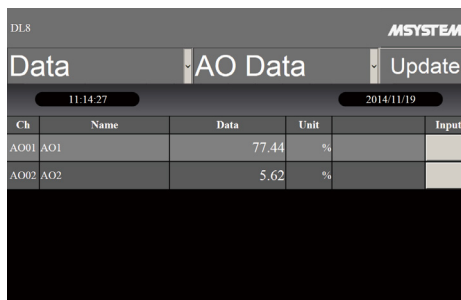 DL8 MSYSTEM
Data AO Data Update
11:14:27 2014/11/19
Ch Name Data Unit Input
AO01 AO1 77.44 %
AO02 AO2 5.62 %